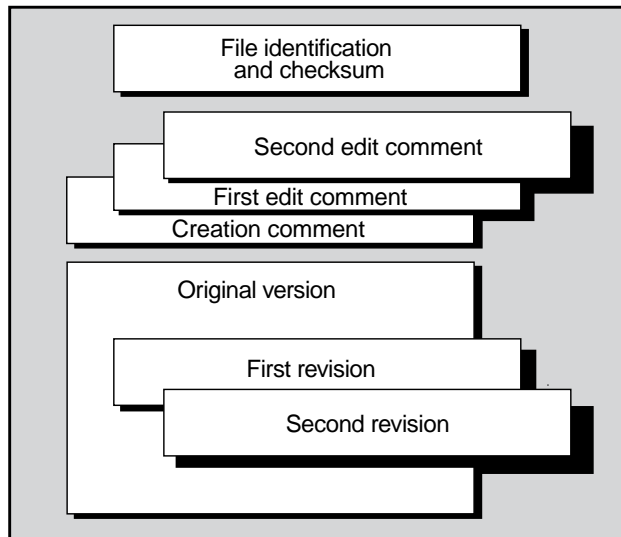 File identification
and checksum
Second edit comment
First edit comment
Creation comment
Original version
First revision
Second revision